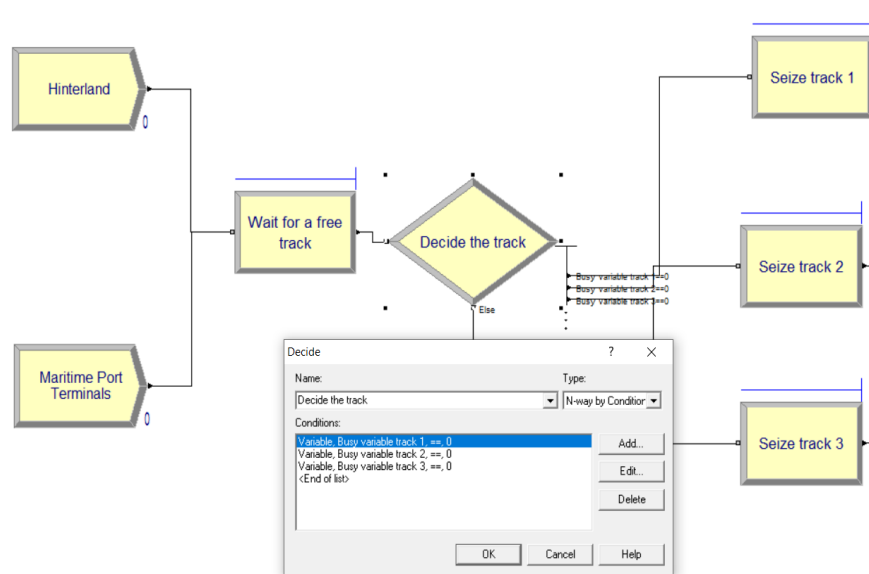 Hinterland
0
Maritime Port
Terminals
0
Wait for a free
track
Decide the track
Busy variable track 1==0
Busy variable track 2==0
Busy variable track 3==0
Else
Seize track 1
Seize track 2
Seize track 3
Decide
? X
Name: Type:
Decide the track N-way by Condition
Conditions:
Variable, Busy variable track 1, ==, 0
Variable, Busy variable track 2, ==, 0
Variable, Busy variable track 3, ==, 0
<End of list>
Add...
Edit...
Delete
OK Cancel Help